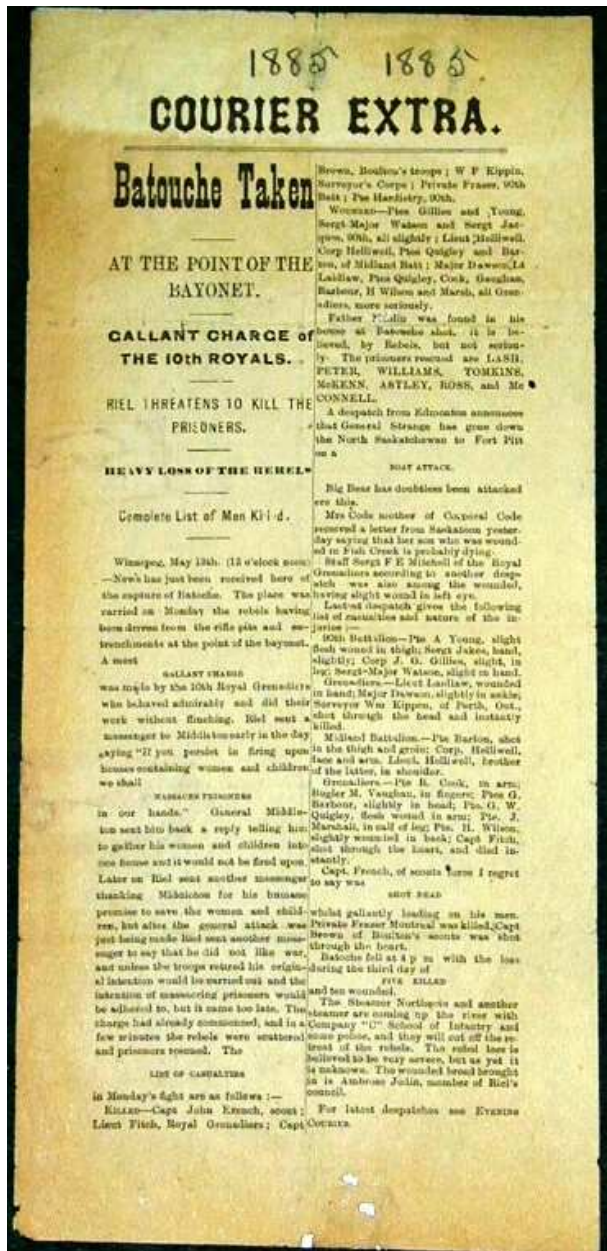 1885 1885
COURIER EXTRA.
Batouche Taken
AT THE POINT OF THE
BAYONET.
GALLANT CHARGE of
THE 10th ROYALS.
RIEL THREATENS TO KILL THE
PRISONERS.
HEAVY LOSS OF THE REBELS
Complete List of Men Killed.
Winnipeg, May 13th. (12 o'clock noon)
—News has just been received here of
the capture of Batoche. The place was
carried on Monday the rebels having
been driven from the rifle pits and en-
trenchments at the point of the bayonet.
A most
GALLANT CHARGE
was made by the 10th Royal Grenadiers
who behaved admirably and did their
work without flinching. Riel sent a
messenger to Middleton early in the day
saying "If you persist in firing upon
houses containing women and children
we shall
MASSACRE PRISONERS
in our hands." General Middle-
ton sent him back a reply telling him
to gather his women and children into
one house and it would not be fired upon.
Later on Riel sent another messenger
thanking Middleton for his humane
promise to save the women and child-
ren, but after the general attack was
just being made Riel sent another mess-
enger to say that he did not like war,
and unless the troops retired his origin-
al intention would be carried out and the
intention of massacring prisoners would
be adhered to, but it came too late. The
charge had already commenced, and in a
few minutes the rebels were scattered
and prisoners rescued. The
LIST OF CASUALTIES
in Monday's fight are as follows :—
KILLED—Capt John French, scout ;
Lieut Fitch, Royal Grenadiers ; Capt
Brown, Boulton's troops ; W P Kippin,
Surveyor's Corps ; Private Fraser, 90th
Batt ; Pte Hardistry, 90th.
WOUNDED—Ptes Gillies and Young,
Sergt Major Watson and Sergt Jac-
ques, 90th, all slightly ; Lieut Helliwell,
Corp Helliwell, Ptes Quigley and Bar-
ton, of Midland Batt ; Major Dawson, Lt
Laidlaw, Ptes Quigley, Cook, Gaughan,
Barbour, H Wilson and Marsh, all Gren-
adiers, more seriously.
Father was found in his
house at Batouche shot, it is be-
lieved, by Rebels, but not serious-
ly. The prisoners rescued are LASH,
PETER, WILLIAMS, TOMKINS,
McKENN, ASTLEY, ROSS, and Mc
CONNELL.
A despatch from Edmonton announces
that General Strange has gone down
the North Saskatchewan to Fort Pitt
on a
BOAT ATTACK.
Big Bear has doubtless been attacked
ere this.
Mrs Code mother of Corporal Code
received a letter from Saskatoon yester-
day saying that her son who was wound-
ed in Fish Creek is probably dying.
Staff Sergt F E Mitchell of the Royal
Grenadiers according to another desp-
atch was also among the wounded,
having slight wound in left eye.
Lastest despatch gives the following
list of casualties and nature of the in-
juries :—
90th Battalion—Pte A Young, slight
flesh wound in thigh; Sergt Jakes, hand,
slightly; Corp J. G. Gillies, slight, in
leg; Sergt-Major Watson, slight in hand.
Grenadiers—Lieut Laidlaw, wounded
in hand; Major Dawson, slightly in ankle;
Surveyor Wm Kippen, of Perth, Ont.,
shot through the head and instantly
killed.
Midland Battalion.—Pte Barton, shot
in the thigh and groin; Corp. Helliwell,
face and arm, Lieut. Helliwell, brother
of the latter, in shoulder.
Grenadiers.—Pte R. Cook, in arm;
Bugler M. Vaughan, in fingers; Ptes G.
Barbour, slightly in head; Pte. G. W.
Quigley, flesh wound in arm; Pte. J.
Marshall, in calf of leg; Pte. H. Wilson,
slightly wounded in back; Capt Fitch,
shot through the heart, and died in-
stantly.
Capt. French, of scouts force I regret
to say was
SHOT DEAD
whilst gallantly leading on his men.
Private Fraser Montreal was killed; Capt
Brown of Boulton's scouts was shot
through the heart.
Batoche fell at 4 p m with the loss
during the third day of
FIVE KILLED
and ten wounded.
The Steamer Northcote and another
steamer are coming up the river with
Company "C" School of Infantry and
some police, and they will cut off the re-
treat of the rebels. The rebel loss is
believed to be very severe, but as yet it
is unknown. The wounded breed brought
in is Ambrose Jodin, member of Riel's
council.
For latest despatches see EVENING
COURIER.